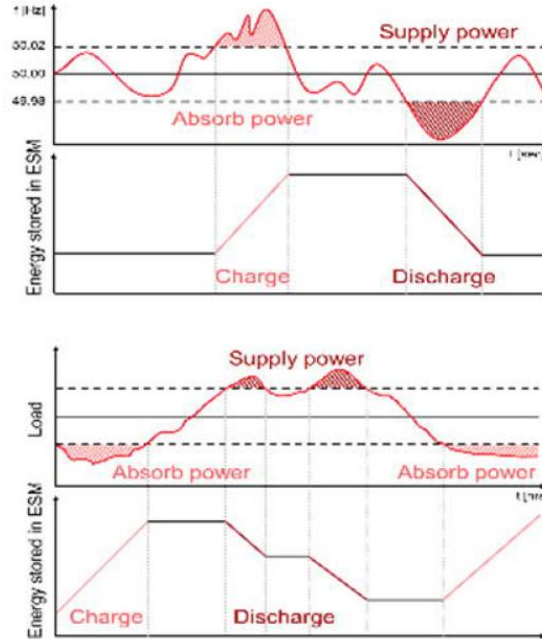 f [Hz]
50.02
Supply power
50.00
49.98
Absorb power
Energy stored in ESM
Charge
Discharge
Supply power
Load
Absorb power
Absorb power
Energy stored in ESM
Charge
Discharge